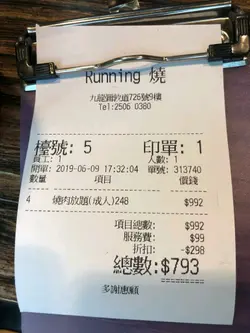 Running 燒
九龍彌敦道726號9樓
Tel:2506 0380
檯號: 5 印單: 1
員工: 1 人數: 1
開單: 2019-06-09 17:32:04 單號: 313740
數量 項目 價錢
4 燒肉放題(成人)248 $992
項目總數: $992
服務費: $99
折扣: -$298
總數:$793
多謝惠顧